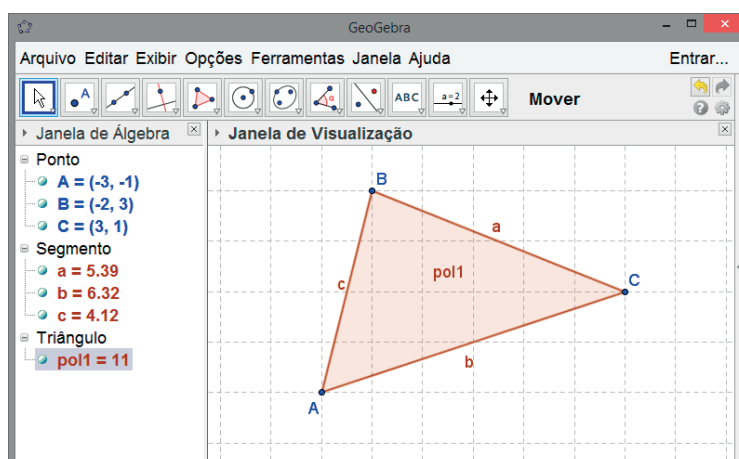 GeoGebra
Arquivo Editar Exibir Opções Ferramentas Janela Ajuda Entrar...
A α ABC a=2 Mover
Janela de Álgebra
Janela de Visualização
Ponto
A = (-3, -1)
B = (-2, 3)
C = (3, 1)
Segmento
a = 5.39
b = 6.32
c = 4.12
Triângulo
pol1 = 11
B
a
pol1
c
C
b
A